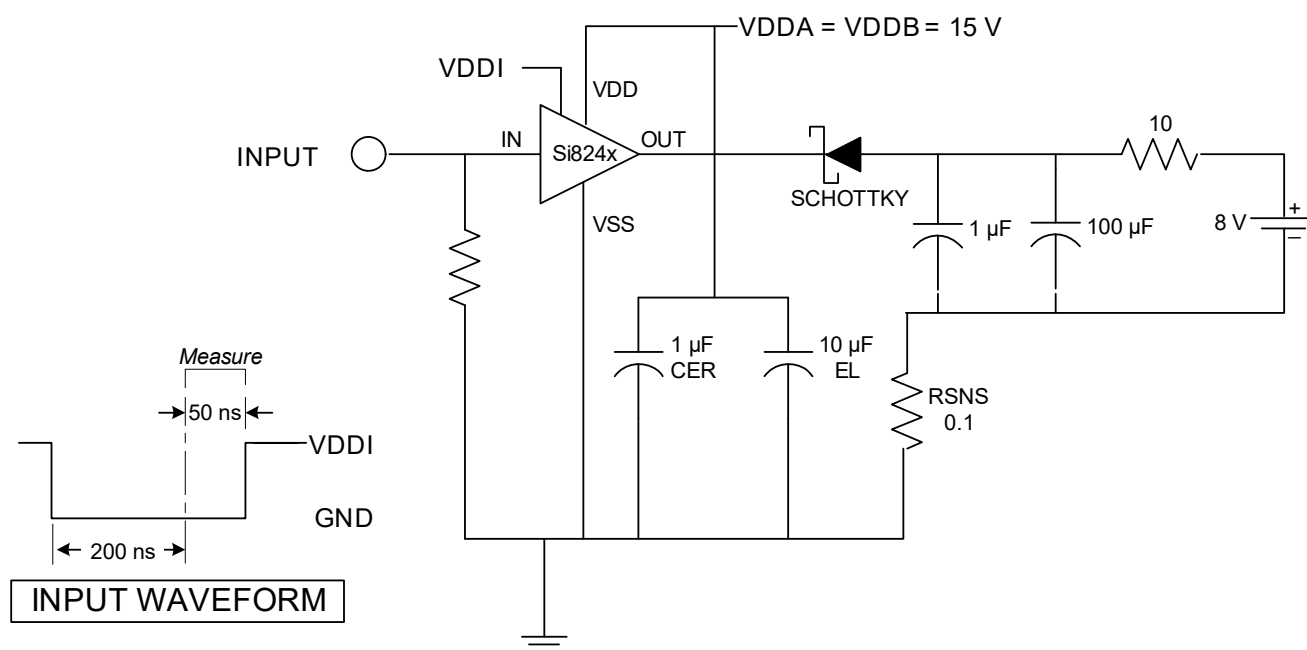 VDDA = VDDB = 15 V
VDDI
VDD
10
INPUT
IN
Si824x
OUT
SCHOTTKY
VSS
1 µF
100 µF
8 V
+
–
Measure
1 µF
CER
10 µF
EL
50 ns
RSNS
0.1
VDDI
GND
200 ns
INPUT WAVEFORM